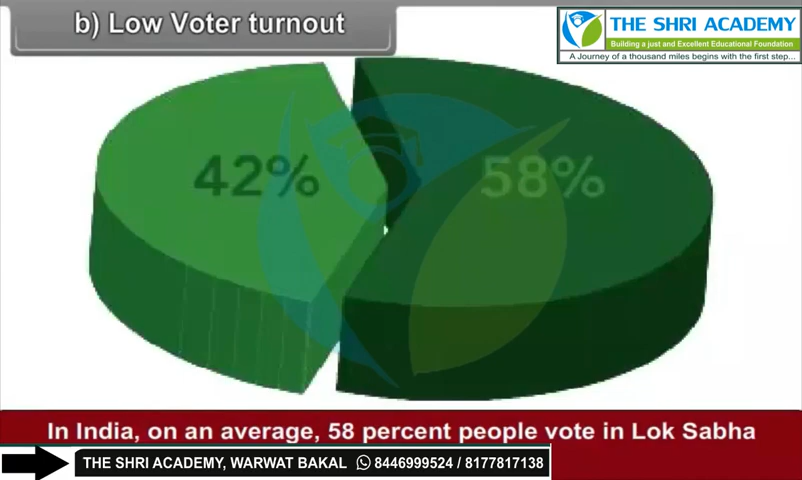 b) Low Voter turnout
THE SHRI ACADEMY
Building a just and Excellent Educational Foundation
A Journey of a thousand miles begins with the first step...
42%
58%
In India, on an average, 58 percent people vote in Lok Sabha
THE SHRI ACADEMY, WARWAT BAKAL 8446999524 / 8177817138